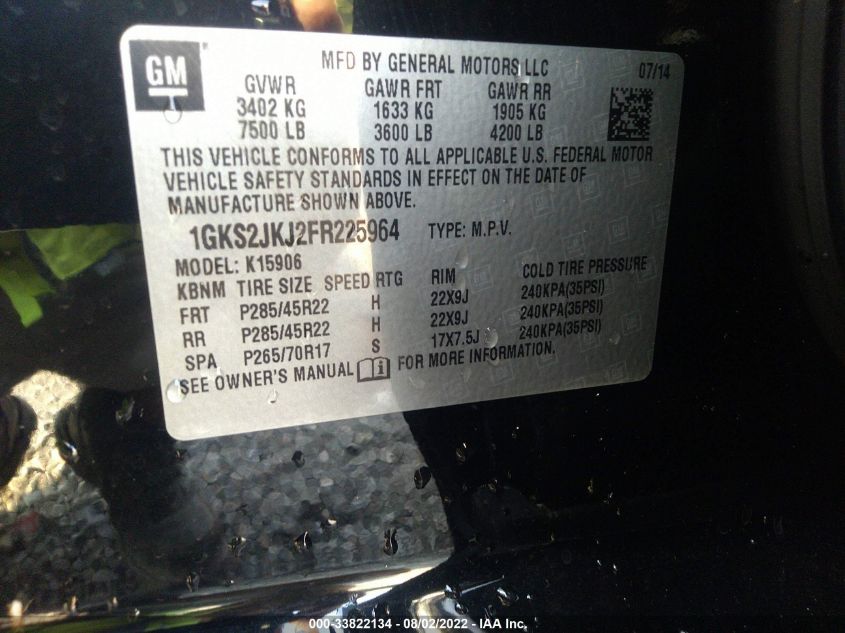 GM
MFD BY GENERAL MOTORS LLC
07/14
GVWR GAWR FRT GAWR RR
3402 KG 1633 KG 1905 KG
7500 LB 3600 LB 4200 LB
THIS VEHICLE CONFORMS TO ALL APPLICABLE U.S. FEDERAL MOTOR
VEHICLE SAFETY STANDARDS IN EFFECT ON THE DATE OF
MANUFACTURE SHOWN ABOVE.
1GKS2JKJ2FR225964 TYPE: M.P.V.
MODEL: K15906
KBNM TIRE SIZE SPEED RTG RIM COLD TIRE PRESSURE
FRT P285/45R22 H 22X9J 240KPA(35PSI)
RR P285/45R22 H 22X9J 240KPA(35PSI)
SPA P265/70R17 S 17X7.5J 240KPA(35PSI)
SEE OWNER'S MANUAL FOR MORE INFORMATION.
000-33822134 - 08/02/2022 - IAA Inc.